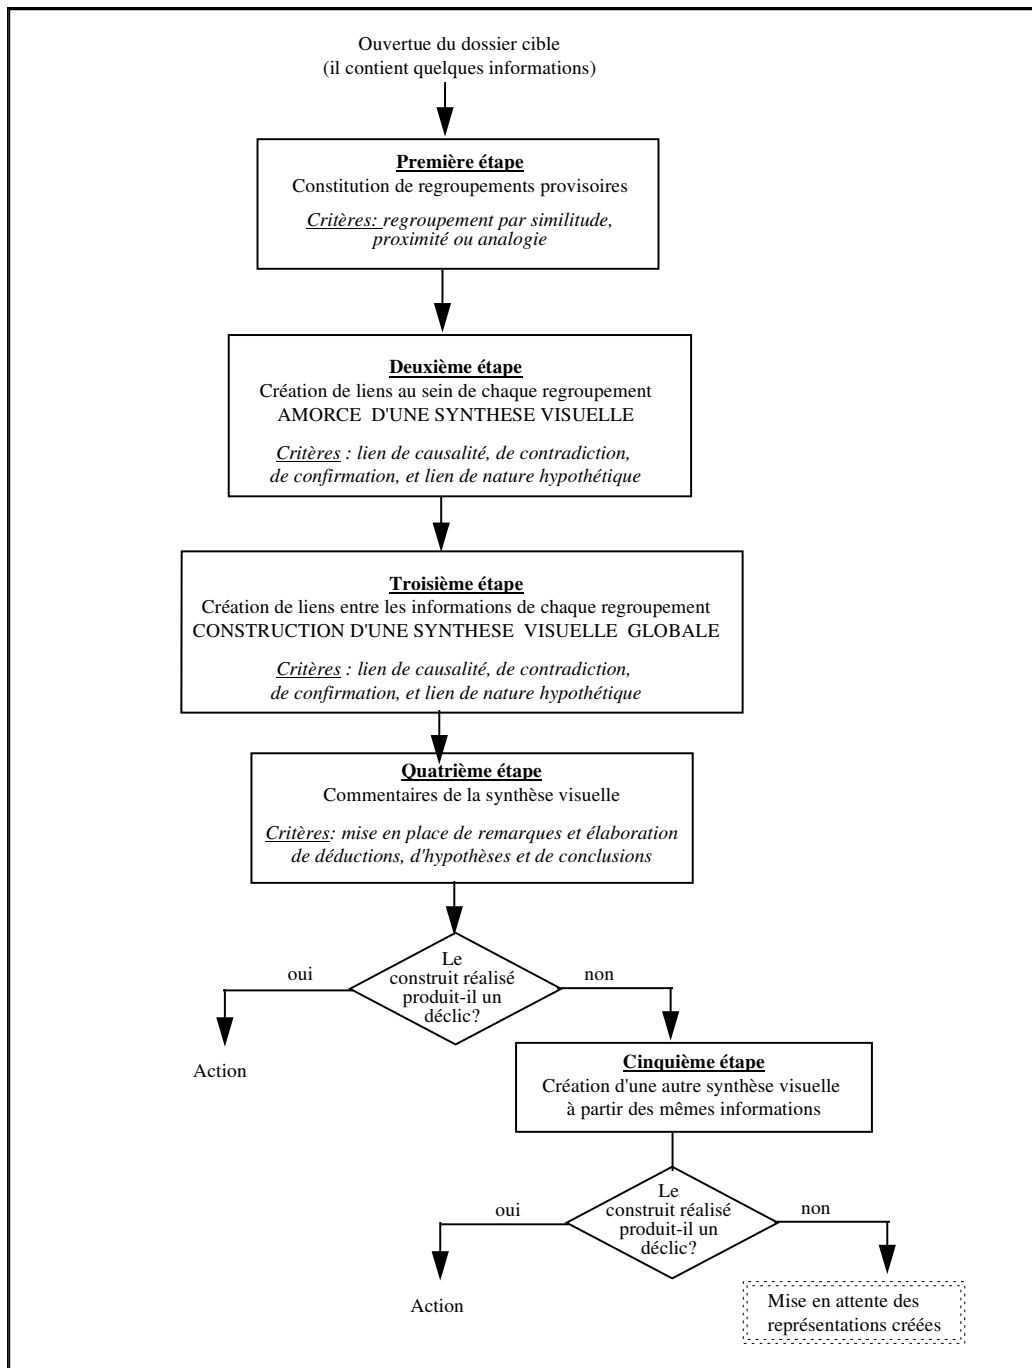 Ouvertue du dossier cible
(il contient quelques informations)
Première étape
Constitution de regroupements provisoires
Critères: regroupement par similitude,
proximité ou analogie
Deuxième étape
Création de liens au sein de chaque regroupement
AMORCE D'UNE SYNTHESE VISUELLE
Critères : lien de causalité, de contradiction,
de confirmation, et lien de nature hypothétique
Troisième étape
Création de liens entre les informations de chaque regroupement
CONSTRUCTION D'UNE SYNTHESE VISUELLE GLOBALE
Critères : lien de causalité, de contradiction,
de confirmation, et lien de nature hypothétique
Quatrième étape
Commentaires de la synthèse visuelle
Critères: mise en place de remarques et élaboration
de déductions, d'hypothèses et de conclusions
Le
construit réalisé
produit-il un
déclic?
oui
non
Action
Cinquième étape
Création d'une autre synthèse visuelle
à partir des mêmes informations
Le
construit réalisé
produit-il un
déclic?
oui
non
Action
Mise en attente des
représentations créées